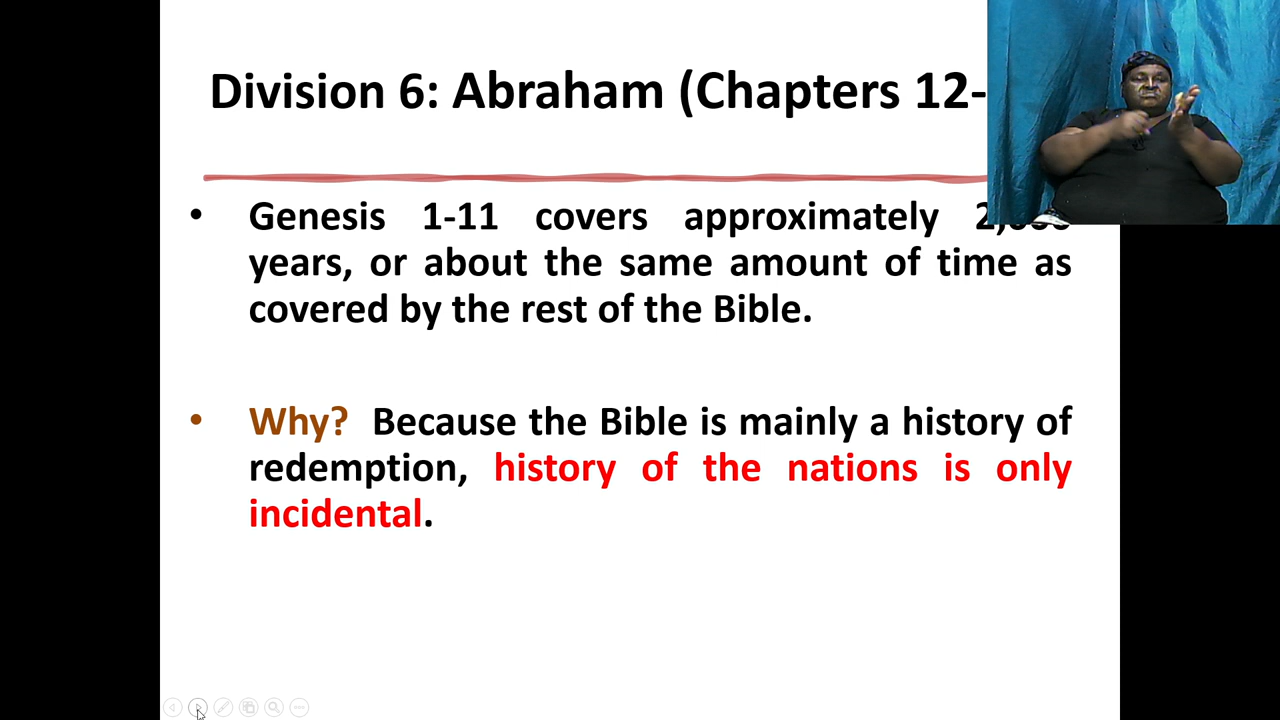 Division 6: Abraham (Chapters 12-
• Genesis 1-11 covers approximately
years, or about the same amount of time as
covered by the rest of the Bible.
• Why? Because the Bible is mainly a history of
redemption, history of the nations is only
incidental.